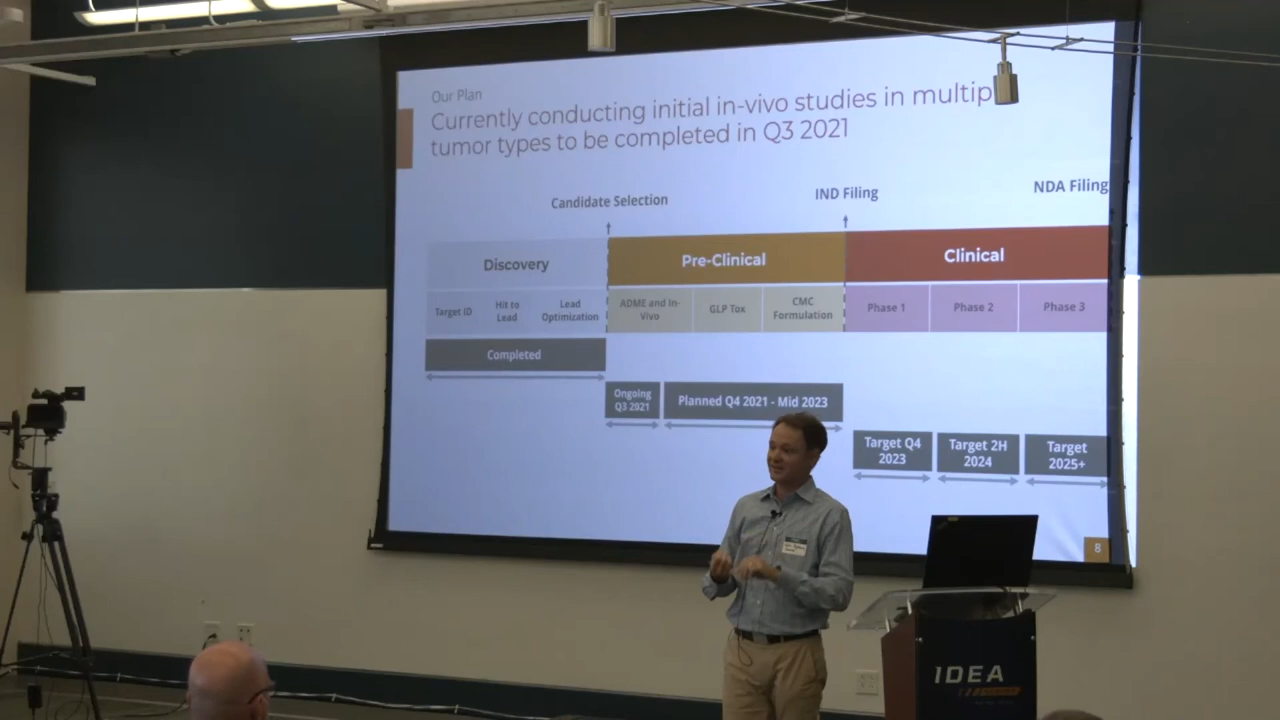 Our Plan
Currently conducting initial in-vivo studies in multip
tumor types to be completed in Q3 2021
Candidate Selection
IND Filing
NDA Filing
Discovery
Pre-Clinical
Clinical
Target ID
Hit to
Lead
Lead
Optimization
ADME and In-
Vivo
GLP Tox
CMC
Formulation
Phase 1
Phase 2
Phase 3
Completed
Ongoing
Q3 2021
Planned Q4 2021 - Mid 2023
Target Q4
2023
Target 2H
2024
Target
2025+
8
IDEA